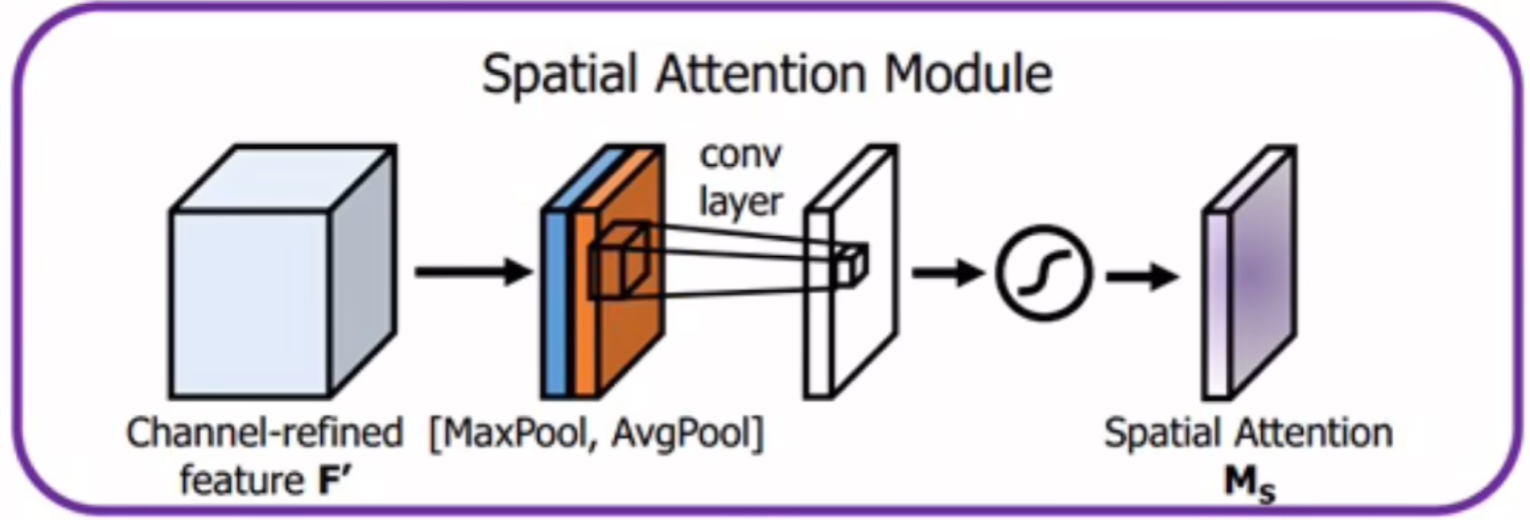 Spatial Attention Module
conv
layer
Channel-refined
feature F′
[MaxPool, AvgPool]
Spatial Attention
Mₛ